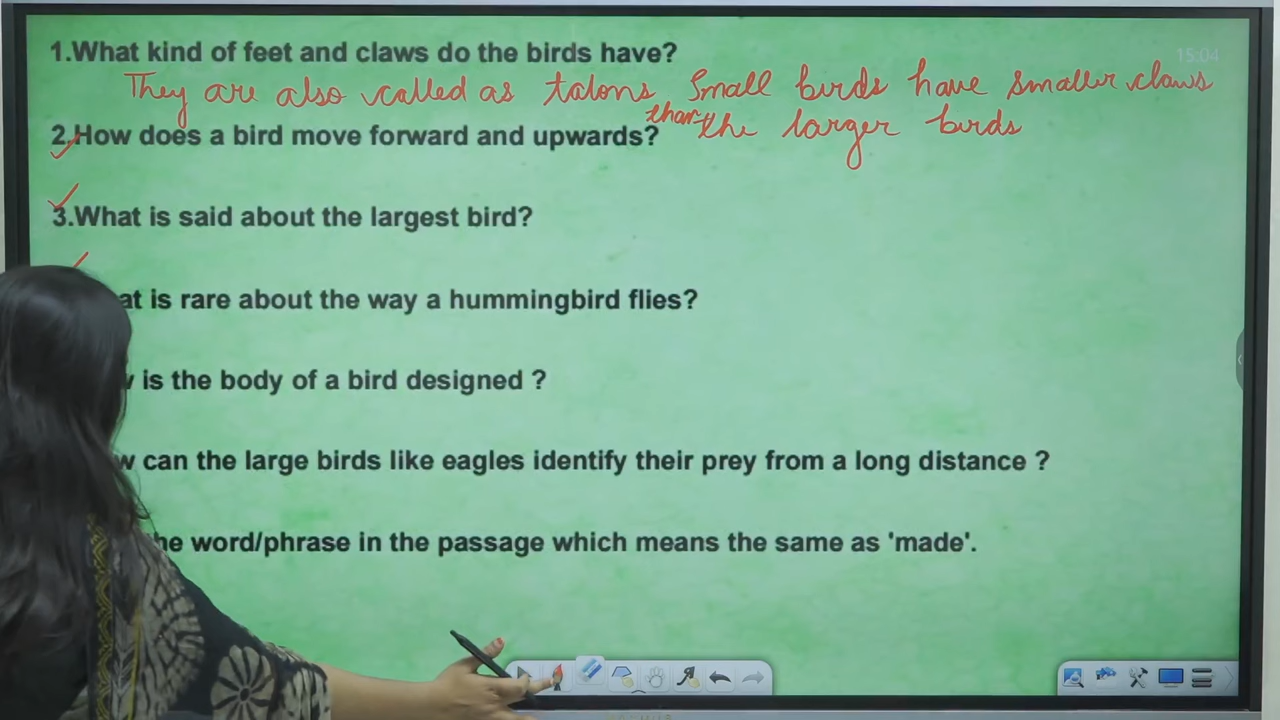 1.What kind of feet and claws do the birds have?
15:04
They are also called as talons Small birds have smaller claws
than the larger birds
2.How does a bird move forward and upwards?
3.What is said about the largest bird?
at is rare about the way a hummingbird flies?
is the body of a bird designed ?
w can the large birds like eagles identify their prey from a long distance ?
he word/phrase in the passage which means the same as 'made'.